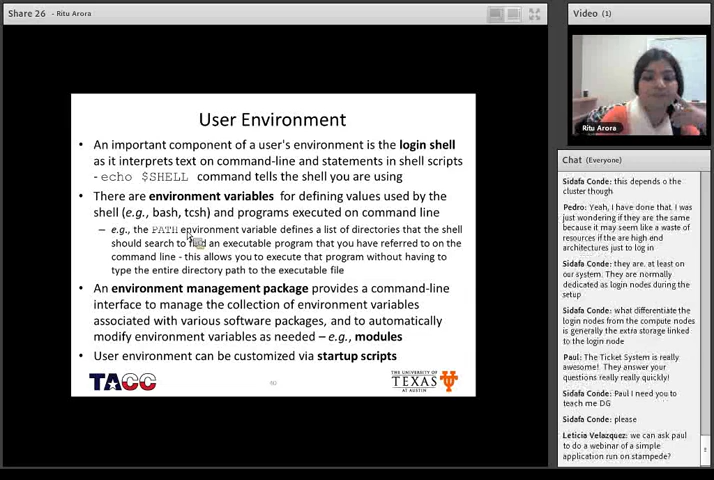 Share 26 - Ritu Arora
User Environment
• An important component of a user's environment is the login shell
as it interprets text on command-line and statements in shell scripts
- echo $SHELL command tells the shell you are using
• There are environment variables for defining values used by the
shell (e.g., bash, tcsh) and programs executed on command line
– e.g., the PATH environment variable defines a list of directories that the shell
should search to find an executable program that you have referred to on the
command line - this allows you to execute that program without having to
type the entire directory path to the executable file
• An environment management package provides a command-line
interface to manage the collection of environment variables
associated with various software packages, and to automatically
modify environment variables as needed – e.g., modules
• User environment can be customized via startup scripts
TACC
60
THE UNIVERSITY OF
TEXAS
AT AUSTIN
Video (1)
Ritu Arora
Chat (Everyone)
Sidafa Conde: this depends o the
cluster though
Pedro: Yeah, I have done that. I was
just wondering if they are the same
because it may seem like a waste of
resources if the are high end
architectures just to log in
Sidafa Conde: they are. at least on
our system. They are normally
dedicated as login nodes during the
setup
Sidafa Conde: what differentiate the
login nodes from the compute nodes
is generally the extra storage linked
to the login node
Paul: The Ticket System is really
awesome! They answer your
questions really really quickly!
Sidafa Conde: Paul I need you to
teach me DG
Sidafa Conde: please
Leticia Velazquez: we can ask paul
to do a webinar of a simple
application run on stampede?